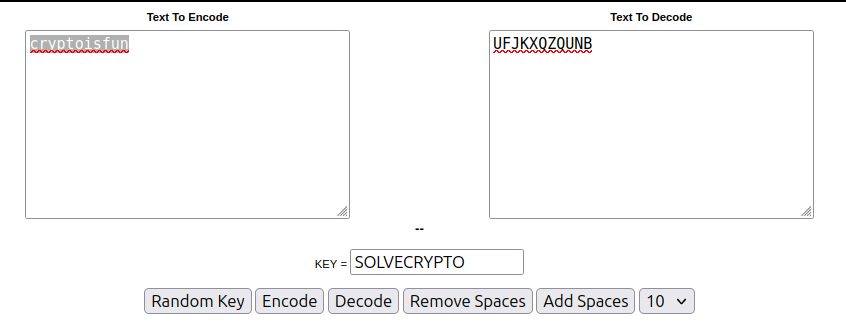 Text To Encode
Text To Decode
cryptoisfun
UFJKXQZQUNB
--
KEY = SOLVECRYPTO
Random Key Encode Decode Remove Spaces Add Spaces 10